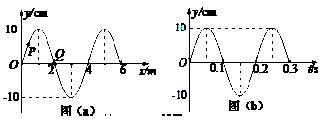 y/cm
10
P
Q
O
2
4
6
x/m
-10
图（a）
y/cm
10
O
0.1
0.2
0.3
t/s
-10
图（b）